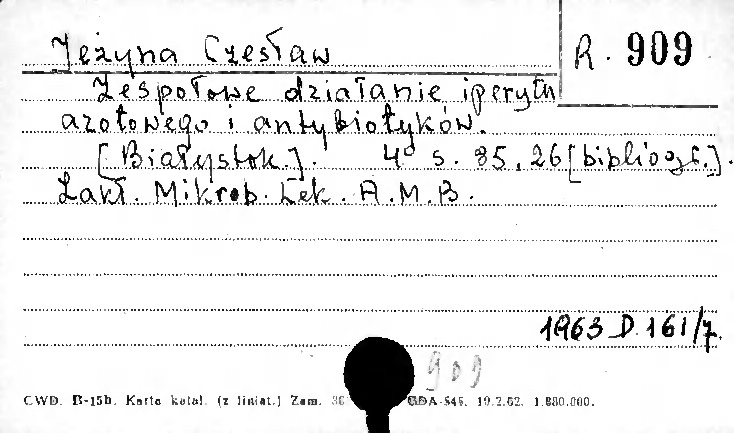 Jeżyna Czesław
R. 909
Zespołowe działanie iperytu
azotowego i antybiotyków.
[Białystok.]. 4° s. 35, 26 [bibliogr.].
Zakł. Mikrob. Lek. A.M.B.
1963 D. 161/7.
909
CWD. B-15b. Karta katal. (z liniat.) Zam. GDA-545. 19.2.62. 1.880.000.